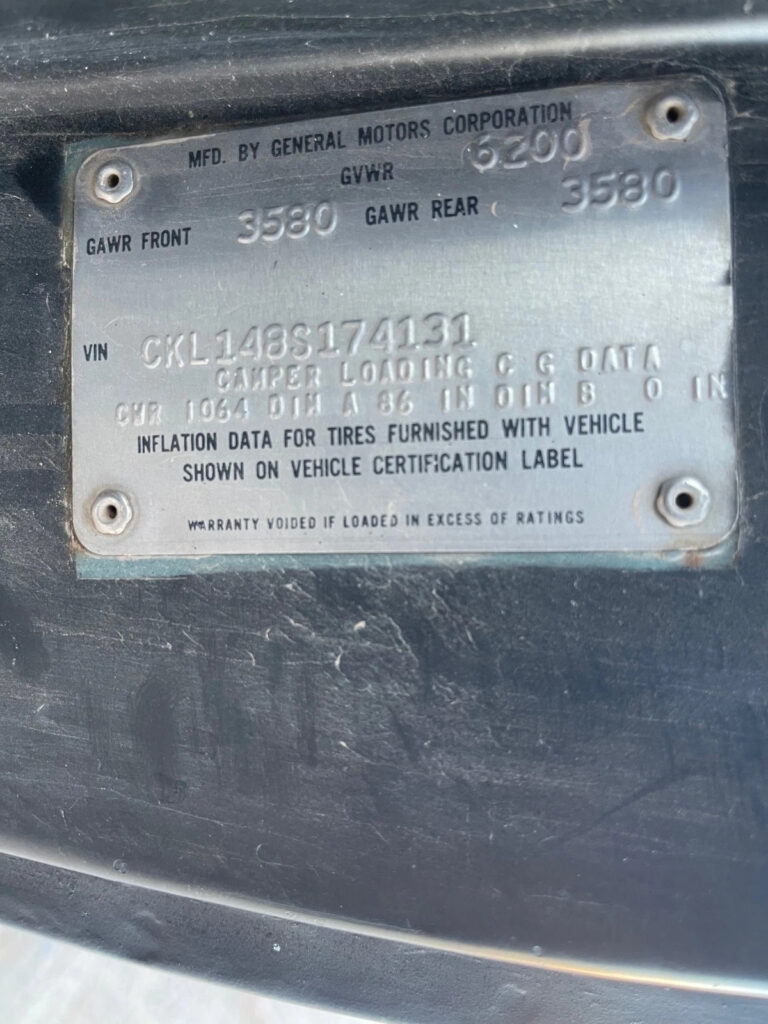 MFD. BY GENERAL MOTORS CORPORATION
GVWR 6200
GAWR FRONT 3580 GAWR REAR 3580
VIN CKL148S174131
CAMPER LOADING C G DATA
CWR 1064 DIM A 86 IN DIM B 0 IN
INFLATION DATA FOR TIRES FURNISHED WITH VEHICLE
SHOWN ON VEHICLE CERTIFICATION LABEL
WARRANTY VOIDED IF LOADED IN EXCESS OF RATINGS